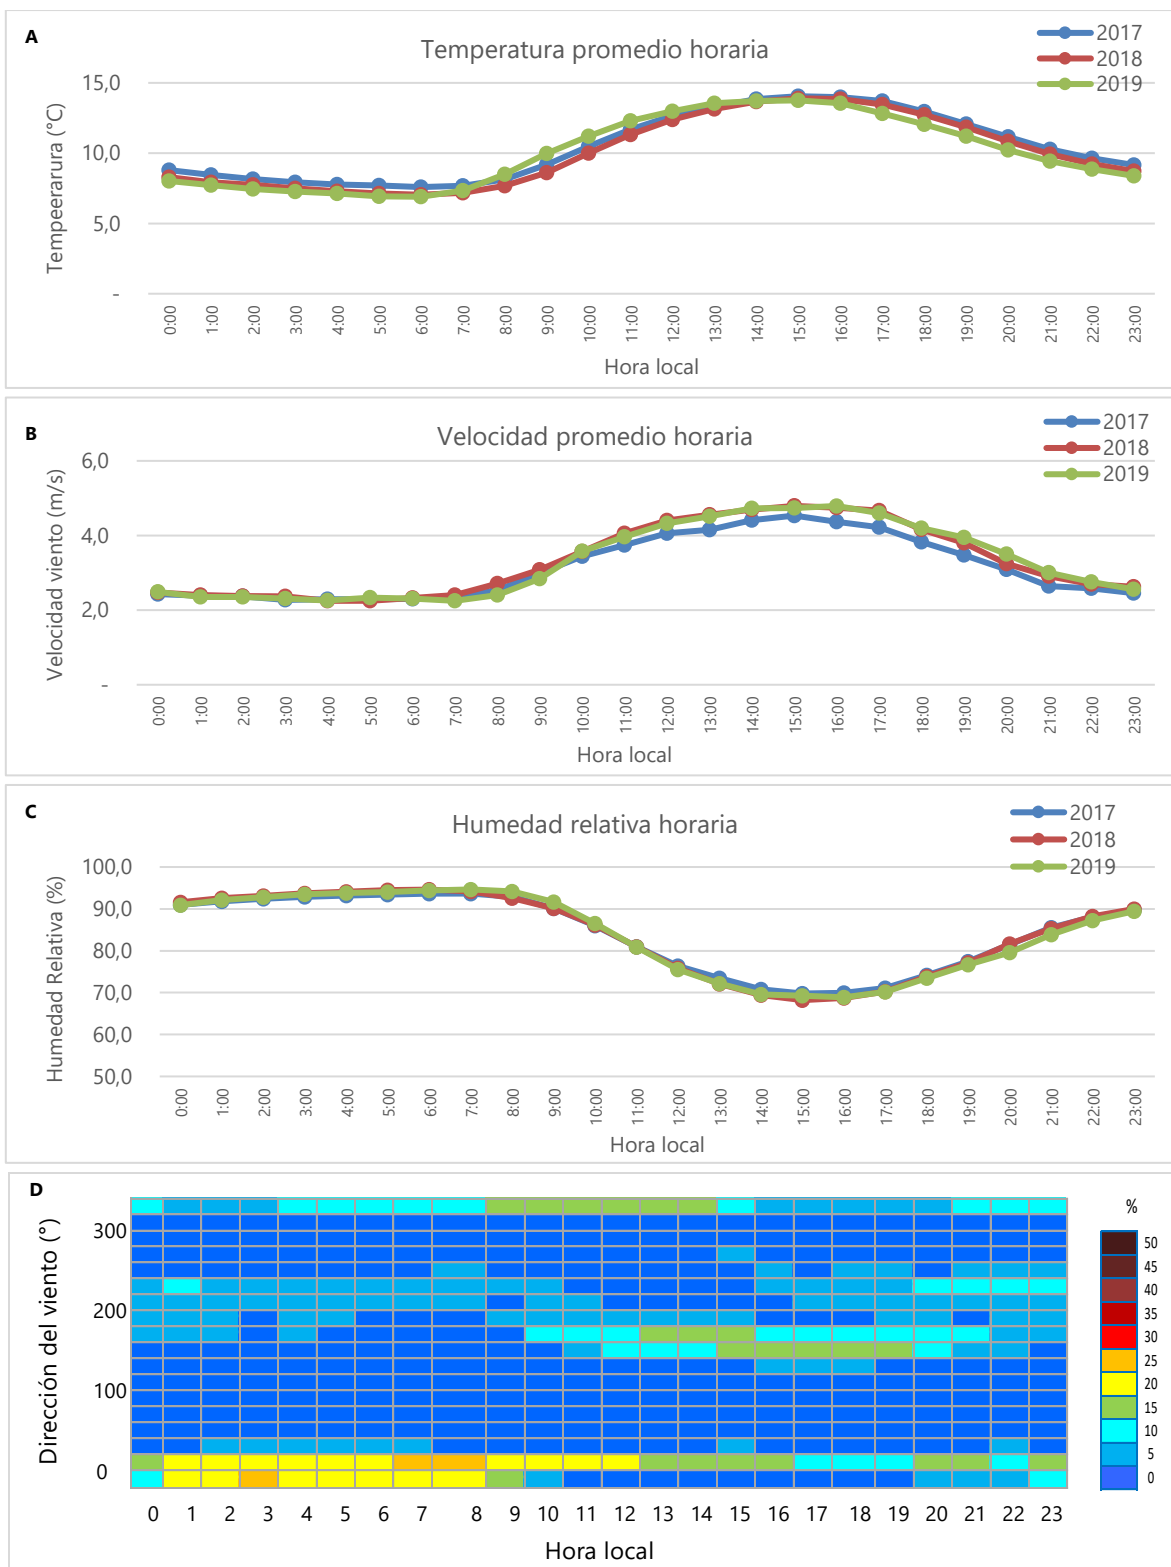 A
Temperatura promedio horaria
2017
2018
2019
Tempeerarura (°C)
15,0
10,0
5,0
-
0:00 1:00 2:00 3:00 4:00 5:00 6:00 7:00 8:00 9:00 10:00 11:00 12:00 13:00 14:00 15:00 16:00 17:00 18:00 19:00 20:00 21:00 22:00 23:00
Hora local
B
Velocidad promedio horaria
2017
2018
2019
Velocidad viento (m/s)
6,0
4,0
2,0
-
0:00 1:00 2:00 3:00 4:00 5:00 6:00 7:00 8:00 9:00 10:00 11:00 12:00 13:00 14:00 15:00 16:00 17:00 18:00 19:00 20:00 21:00 22:00 23:00
Hora local
C
Humedad relativa horaria
2017
2018
2019
Humedad Relativa (%)
100,0
90,0
80,0
70,0
60,0
50,0
0:00 1:00 2:00 3:00 4:00 5:00 6:00 7:00 8:00 9:00 10:00 11:00 12:00 13:00 14:00 15:00 16:00 17:00 18:00 19:00 20:00 21:00 22:00 23:00
Hora local
D
Dirección del viento (°)
300
200
100
0
0 1 2 3 4 5 6 7 8 9 10 11 12 13 14 15 16 17 18 19 20 21 22 23
Hora local
%
50
45
40
35
30
25
20
15
10
5
0